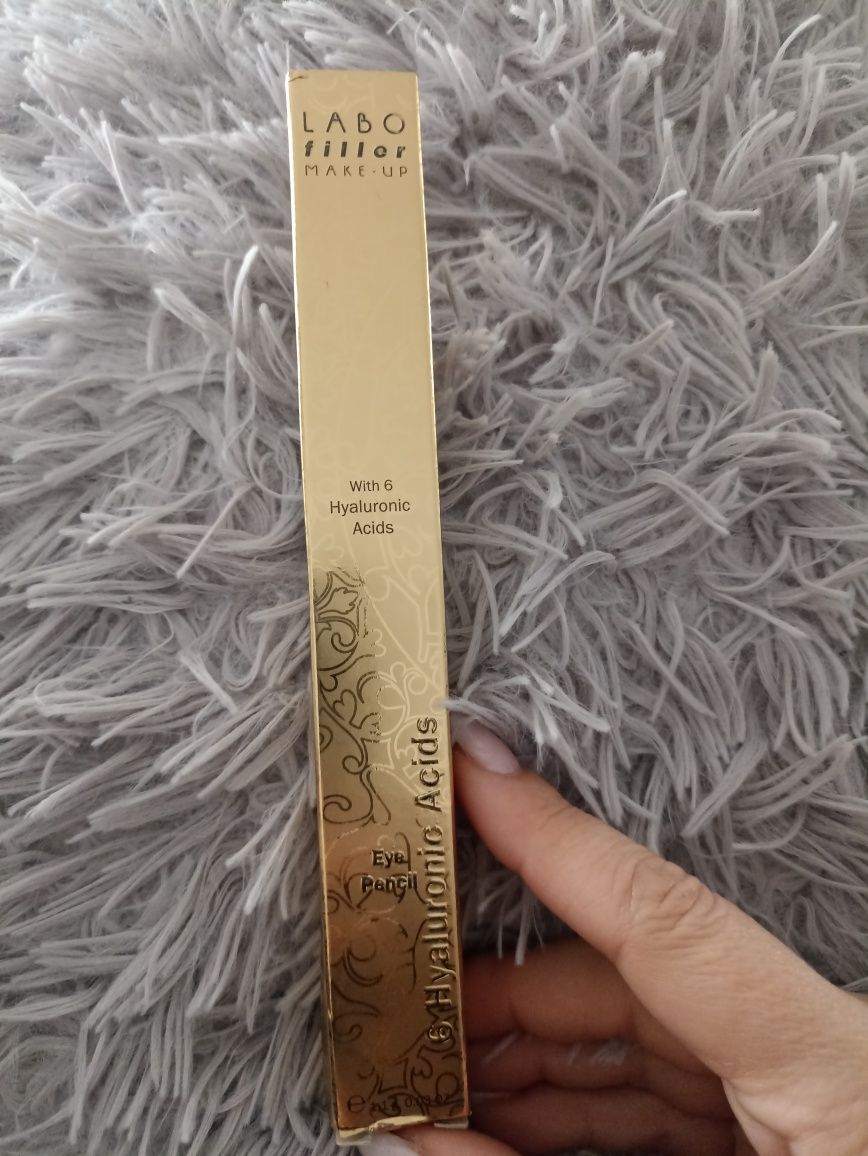 LABO
filler
MAKE·UP
With 6
Hyaluronic
Acids
Eye
Pencil
6 Hyaluronic Acids